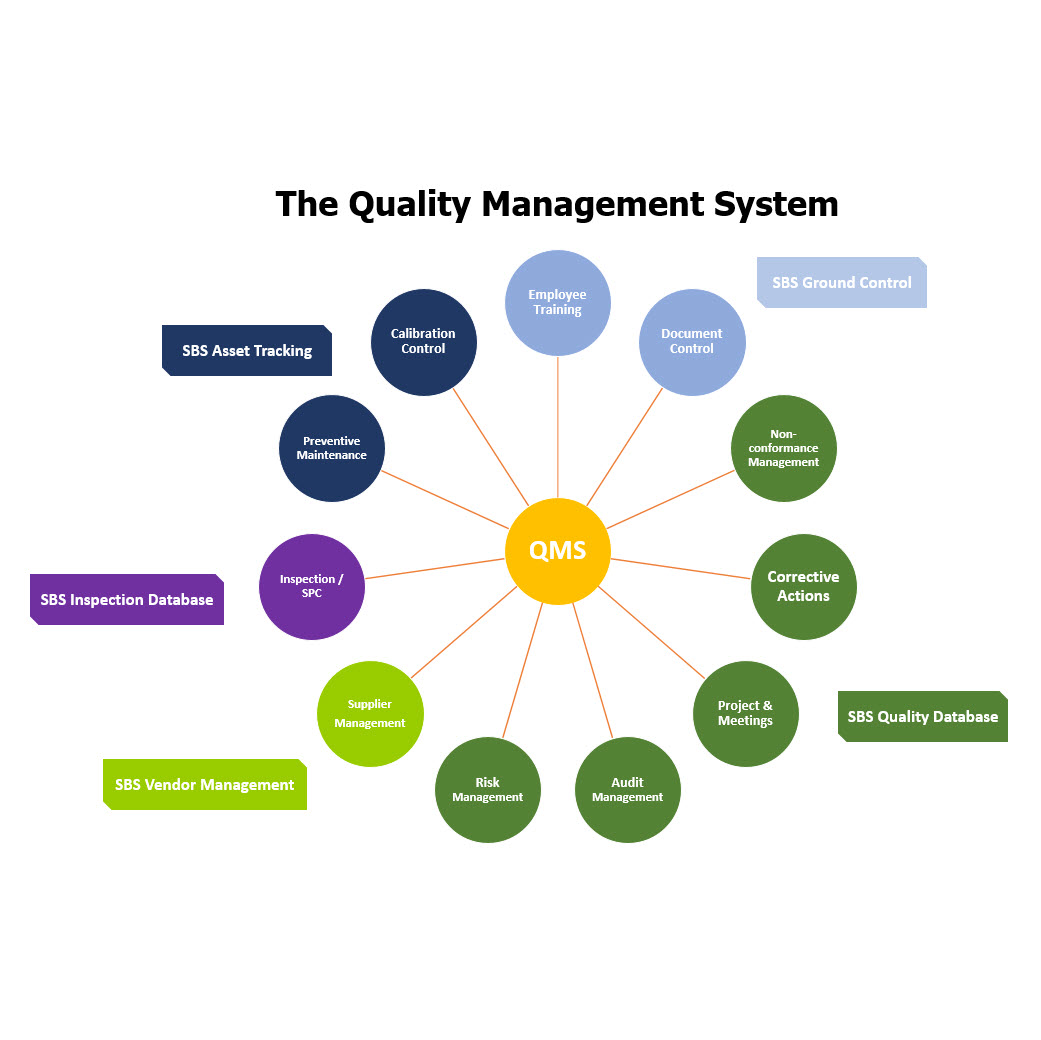 The Quality Management System
SBS Ground Control
Employee
Training
Document
Control
Calibration
Control
SBS Asset Tracking
Preventive
Maintenance
Non-
conformance
Management
QMS
Corrective
Actions
Inspection /
SPC
SBS Inspection Database
Supplier
Management
Project &
Meetings
SBS Quality Database
SBS Vendor Management
Risk
Management
Audit
Management